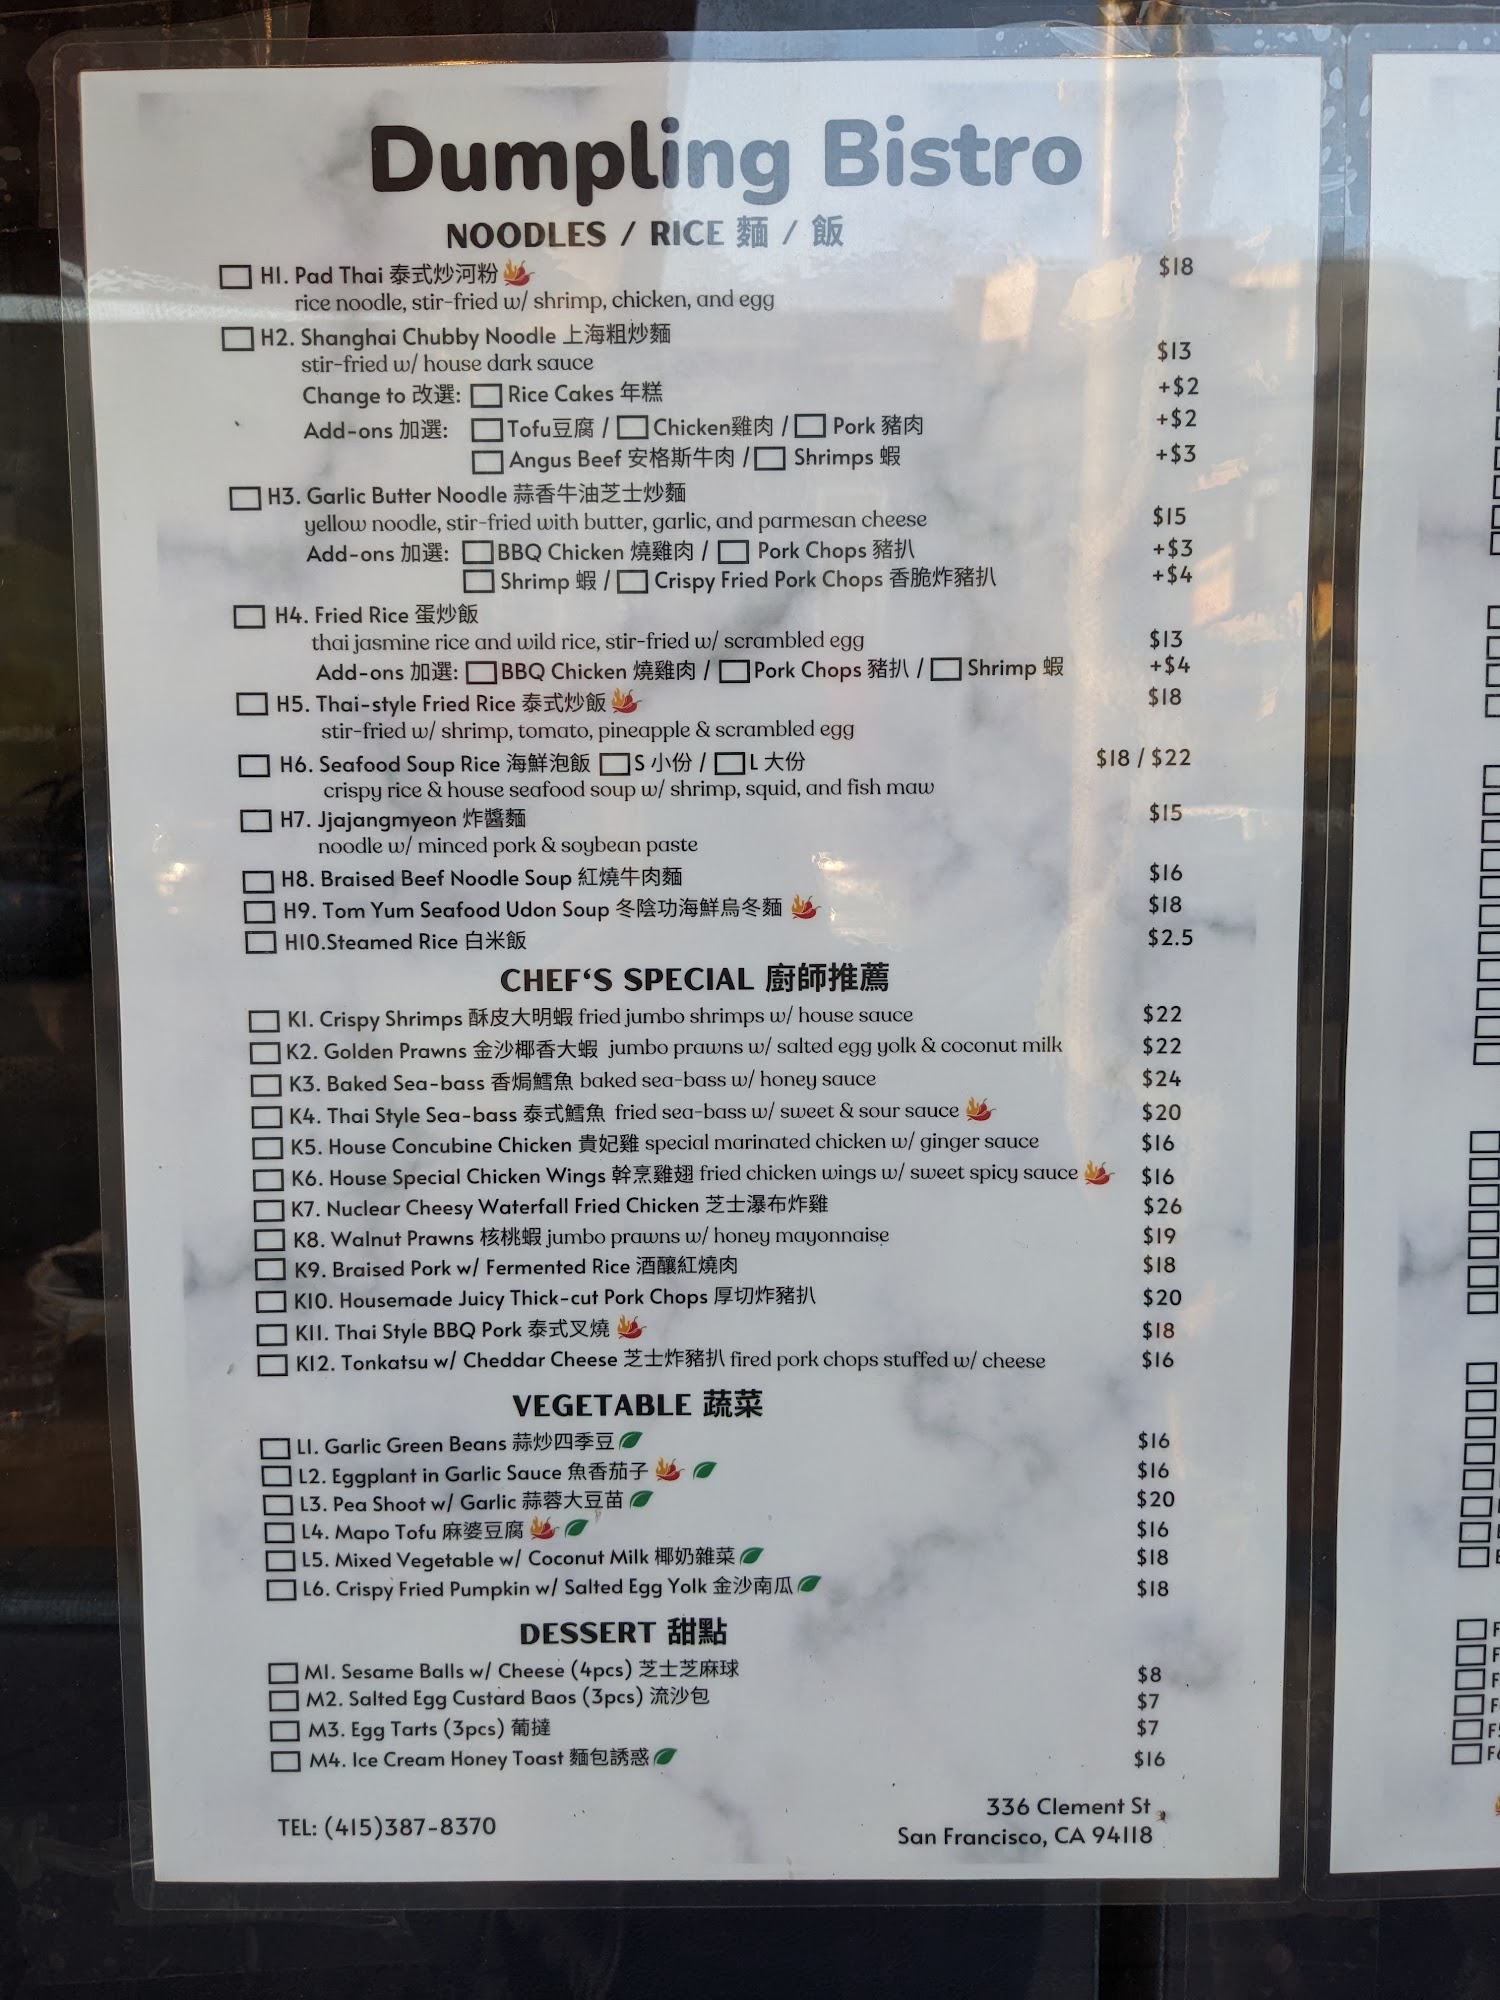 Dumpling Bistro
NOODLES / RICE 麵 / 飯
H1. Pad Thai 泰式炒河粉 $18
rice noodle, stir-fried w/ shrimp, chicken, and egg
H2. Shanghai Chubby Noodle 上海粗炒麵
stir-fried w/ house dark sauce $13
Change to 改選: Rice Cakes 年糕 +$2
Add-ons 加選: Tofu豆腐 / Chicken雞肉 / Pork 豬肉 +$2
Angus Beef 安格斯牛肉 / Shrimps 蝦 +$3
H3. Garlic Butter Noodle 蒜香牛油芝士炒麵
yellow noodle, stir-fried with butter, garlic, and parmesan cheese $15
Add-ons 加選: BBQ Chicken 燒雞肉 / Pork Chops 豬扒 +$3
Shrimp 蝦 / Crispy Fried Pork Chops 香脆炸豬扒 +$4
H4. Fried Rice 蛋炒飯
thai jasmine rice and wild rice, stir-fried w/ scrambled egg $13
Add-ons 加選: BBQ Chicken 燒雞肉 / Pork Chops 豬扒 / Shrimp 蝦 +$4
H5. Thai-style Fried Rice 泰式炒飯 $18
stir-fried w/ shrimp, tomato, pineapple & scrambled egg
H6. Seafood Soup Rice 海鮮泡飯 S 小份 / L 大份 $18 / $22
crispy rice & house seafood soup w/ shrimp, squid, and fish maw
H7. Jjajangmyeon 炸醬麵 $15
noodle w/ minced pork & soybean paste
H8. Braised Beef Noodle Soup 紅燒牛肉麵 $16
H9. Tom Yum Seafood Udon Soup 冬陰功海鮮烏冬麵 $18
H10.Steamed Rice 白米飯 $2.5
CHEF‘S SPECIAL 廚師推薦
K1. Crispy Shrimps 酥皮大明蝦 fried jumbo shrimps w/ house sauce $22
K2. Golden Prawns 金沙椰香大蝦 jumbo prawns w/ salted egg yolk & coconut milk $22
K3. Baked Sea-bass 香焗鱈魚 baked sea-bass w/ honey sauce $24
K4. Thai Style Sea-bass 泰式鱈魚 fried sea-bass w/ sweet & sour sauce $20
K5. House Concubine Chicken 貴妃雞 special marinated chicken w/ ginger sauce $16
K6. House Special Chicken Wings 幹烹雞翅 fried chicken wings w/ sweet spicy sauce $16
K7. Nuclear Cheesy Waterfall Fried Chicken 芝士瀑布炸雞 $26
K8. Walnut Prawns 核桃蝦 jumbo prawns w/ honey mayonnaise $19
K9. Braised Pork w/ Fermented Rice 酒釀紅燒肉 $18
K10. Housemade Juicy Thick-cut Pork Chops 厚切炸豬扒 $20
K11. Thai Style BBQ Pork 泰式叉燒 $18
K12. Tonkatsu w/ Cheddar Cheese 芝士炸豬扒 fired pork chops stuffed w/ cheese $16
VEGETABLE 蔬菜
L1. Garlic Green Beans 蒜炒四季豆 $16
L2. Eggplant in Garlic Sauce 魚香茄子 $16
L3. Pea Shoot w/ Garlic 蒜蓉大豆苗 $20
L4. Mapo Tofu 麻婆豆腐 $16
L5. Mixed Vegetable w/ Coconut Milk 椰奶雜菜 $18
L6. Crispy Fried Pumpkin w/ Salted Egg Yolk 金沙南瓜 $18
DESSERT 甜點
M1. Sesame Balls w/ Cheese (4pcs) 芝士芝麻球 $8
M2. Salted Egg Custard Baos (3pcs) 流沙包 $7
M3. Egg Tarts (3pcs) 葡撻 $7
M4. Ice Cream Honey Toast 麵包誘惑 $16
TEL: (415)387-8370
336 Clement St
San Francisco, CA 94118